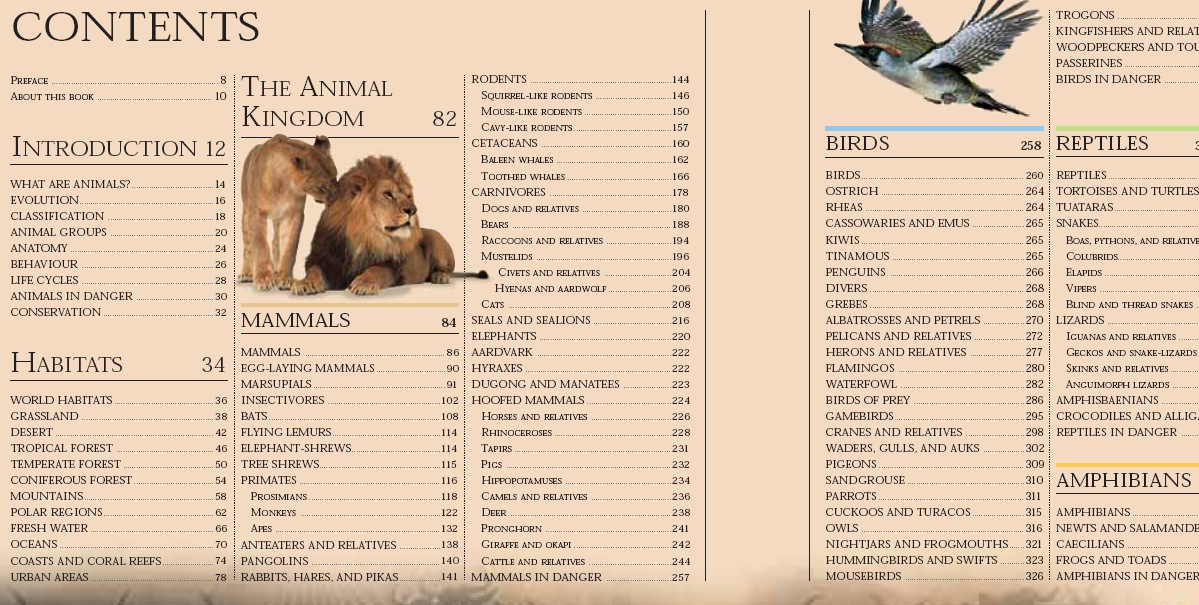 CONTENTS
PREFACE 8
ABOUT THIS BOOK 10
INTRODUCTION 12
WHAT ARE ANIMALS? 14
EVOLUTION 16
CLASSIFICATION 18
ANIMAL GROUPS 20
ANATOMY 24
BEHAVIOUR 26
LIFE CYCLES 28
ANIMALS IN DANGER 30
CONSERVATION 32
HABITATS 34
WORLD HABITATS 36
GRASSLAND 38
DESERT 42
TROPICAL FOREST 46
TEMPERATE FOREST 50
CONIFEROUS FOREST 54
MOUNTAINS 58
POLAR REGIONS 62
FRESH WATER 66
OCEANS 70
COASTS AND CORAL REEFS 74
URBAN AREAS 78
THE ANIMAL
KINGDOM 82
MAMMALS 84
MAMMALS 86
EGG-LAYING MAMMALS 90
MARSUPIALS 91
INSECTIVORES 102
BATS 108
FLYING LEMURS 114
ELEPHANT-SHREWS 114
TREE SHREWS 115
PRIMATES 116
PROSIMIANS 118
MONKEYS 122
APES 132
ANTEATERS AND RELATIVES 138
PANGOLINS 140
RABBITS, HARES, AND PIKAS 141
RODENTS 144
SQUIRREL-LIKE RODENTS 146
MOUSE-LIKE RODENTS 150
CAVY-LIKE RODENTS 157
CETACEANS 160
BALEEN WHALES 162
TOOTHED WHALES 166
CARNIVORES 178
DOGS AND RELATIVES 180
BEARS 188
RACCOONS AND RELATIVES 194
MUSTELIDS 196
CIVETS AND RELATIVES 204
HYENAS AND AARDWOLF 206
CATS 208
SEALS AND SEALIONS 216
ELEPHANTS 220
AARDVARK 222
HYRAXES 222
DUGONG AND MANATEES 223
HOOFED MAMMALS 224
HORSES AND RELATIVES 226
RHINOCEROSES 228
TAPIRS 231
PIGS 232
HIPPOPOTAMUSES 234
CAMELS AND RELATIVES 236
DEER 238
PRONGHORN 241
GIRAFFE AND OKAPI 242
CATTLE AND RELATIVES 244
MAMMALS IN DANGER 257
BIRDS 258
BIRDS 260
OSTRICH 264
RHEAS 264
CASSOWARIES AND EMUS 265
KIWIS 265
TINAMOUS 265
PENGUINS 266
DIVERS 268
GREBES 268
ALBATROSSES AND PETRELS 270
PELICANS AND RELATIVES 272
HERONS AND RELATIVES 277
FLAMINGOS 280
WATERFOWL 282
BIRDS OF PREY 286
GAMEBIRDS 295
CRANES AND RELATIVES 298
WADERS, GULLS, AND AUKS 302
PIGEONS 309
SANDGROUSE 310
PARROTS 311
CUCKOOS AND TURACOS 315
OWLS 316
NIGHTJARS AND FROGMOUTHS 321
HUMMINGBIRDS AND SWIFTS 323
MOUSEBIRDS 326
TROGONS
KINGFISHERS AND RELAT
WOODPECKERS AND TOU
PASSERINES
BIRDS IN DANGER
REPTILES 3
REPTILES
TORTOISES AND TURTLES
TUATARAS
SNAKES
BOAS, PYTHONS, AND RELATIVE
COLUBRIDS
ELAPIDS
VIPERS
BLIND AND THREAD SNAKES
LIZARDS
IGUANAS AND RELATIVES
GECKOS AND SNAKE-LIZARDS
SKINKS AND RELATIVES
ANGUIMORPH LIZARDS
AMPHISBAENIANS
CROCODILES AND ALLIGA
REPTILES IN DANGER
AMPHIBIANS
AMPHIBIANS
NEWTS AND SALAMANDE
CAECILIANS
FROGS AND TOADS
AMPHIBIANS IN DANGER